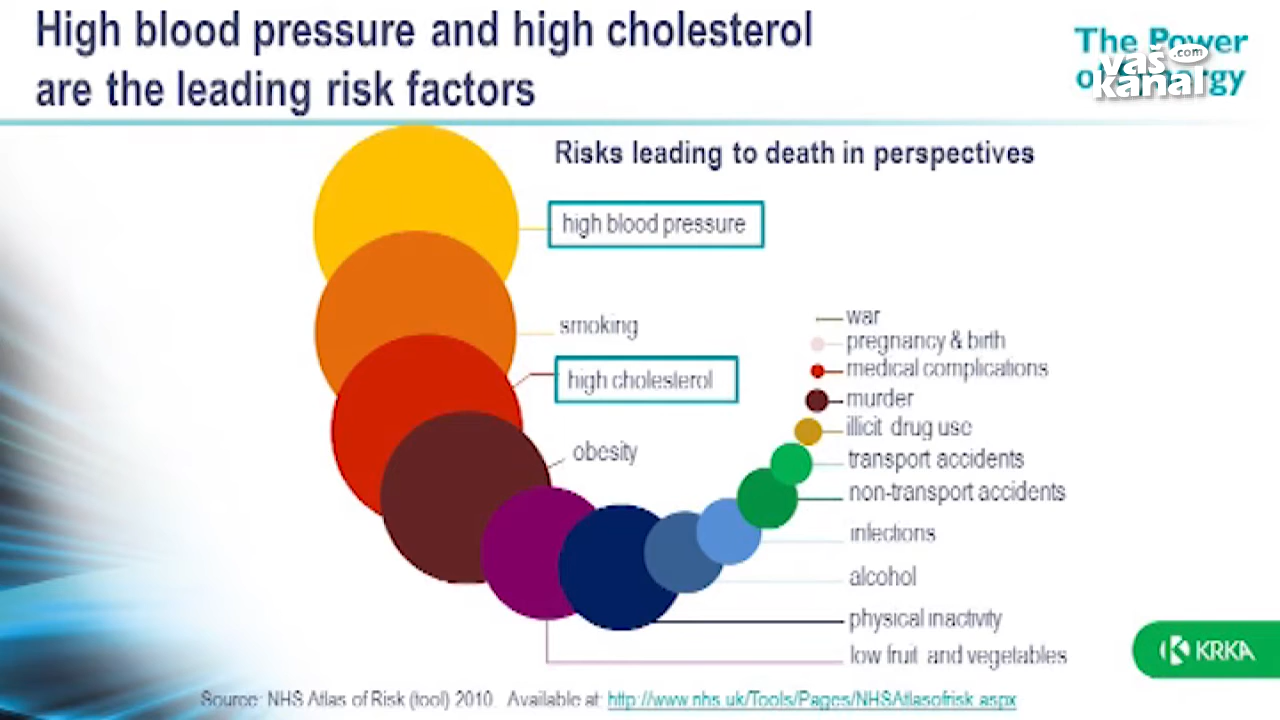 High blood pressure and high cholesterol
are the leading risk factors
The Power
of
gy
vaš
.com
kanal
Risks leading to death in perspectives
high blood pressure
smoking
high cholesterol
obesity
war
pregnancy & birth
medical complications
murder
illicit drug use
transport accidents
non-transport accidents
infections
alcohol
physical inactivity
low fruit and vegetables
KRKA
Source: NHS Atlas of Risk (tool) 2010. Available at: http://www.nhs.uk/Tools/Pages/NHSAtlasofrisk.aspx